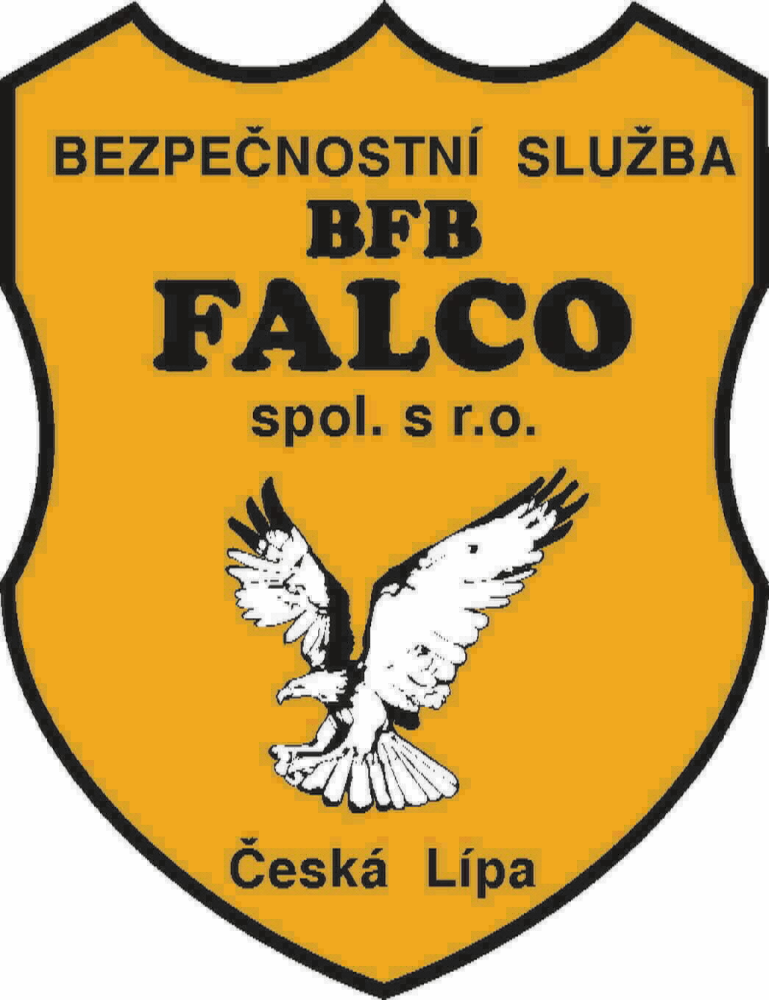 BEZPEČNOSTNÍ SLUŽBA
BFB
FALCO
spol. s r.o.
Česká Lípa